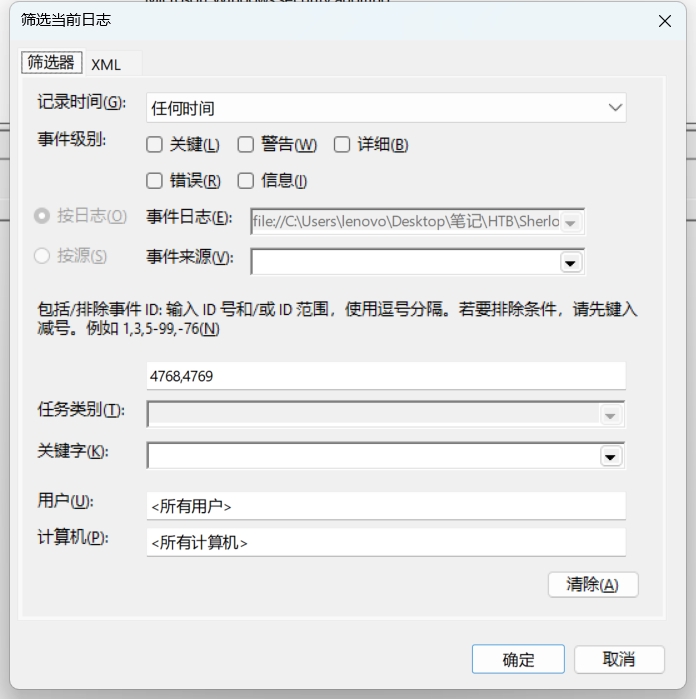 筛选当前日志
筛选器 XML
记录时间(G): 任何时间
事件级别: 关键(L) 警告(W) 详细(B)
错误(R) 信息(I)
按日志(O) 事件日志(E): file://C:\Users\lenovo\Desktop\笔记\HTB\Sherlo
按源(S) 事件来源(V):
包括/排除事件 ID: 输入 ID 号和/或 ID 范围，使用逗号分隔。若要排除条件，请先键入
减号。例如 1,3,5-99,-76(N)
4768,4769
任务类别(T):
关键字(K):
用户(U): <所有用户>
计算机(P): <所有计算机>
清除(A)
确定 取消